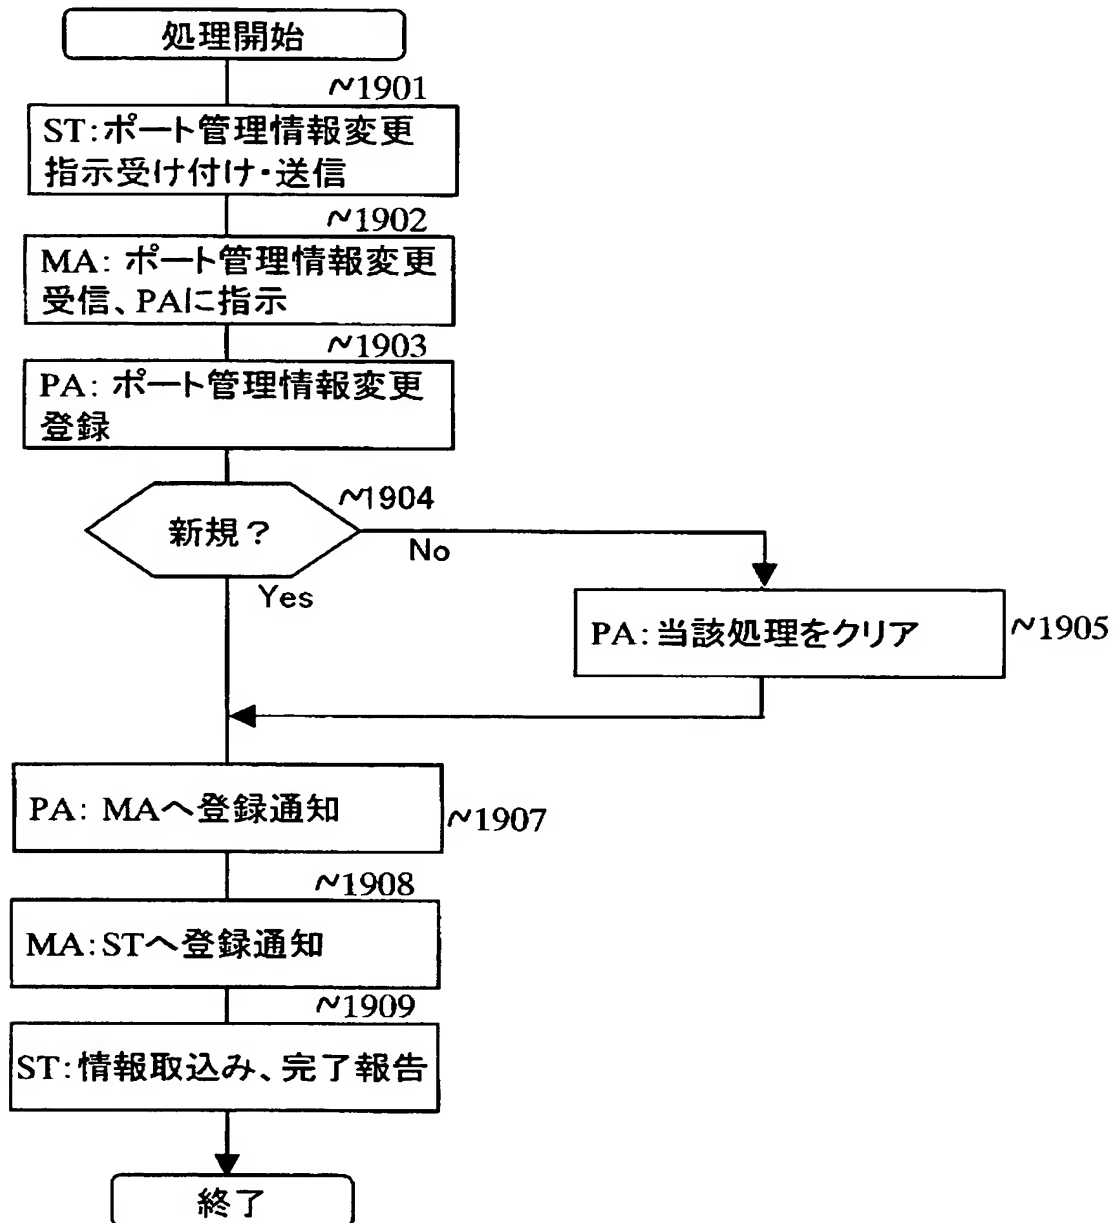 処理開始
~1901
ST:ポート管理情報変更
指示受け付け・送信
~1902
MA: ポート管理情報変更
受信、PAに指示
~1903
PA: ポート管理情報変更
登録
~1904
新規?
No
Yes
PA:当該処理をクリア
~1905
PA: MAへ登録通知
~1907
~1908
MA:STへ登録通知
~1909
ST:情報取込み、完了報告
終了